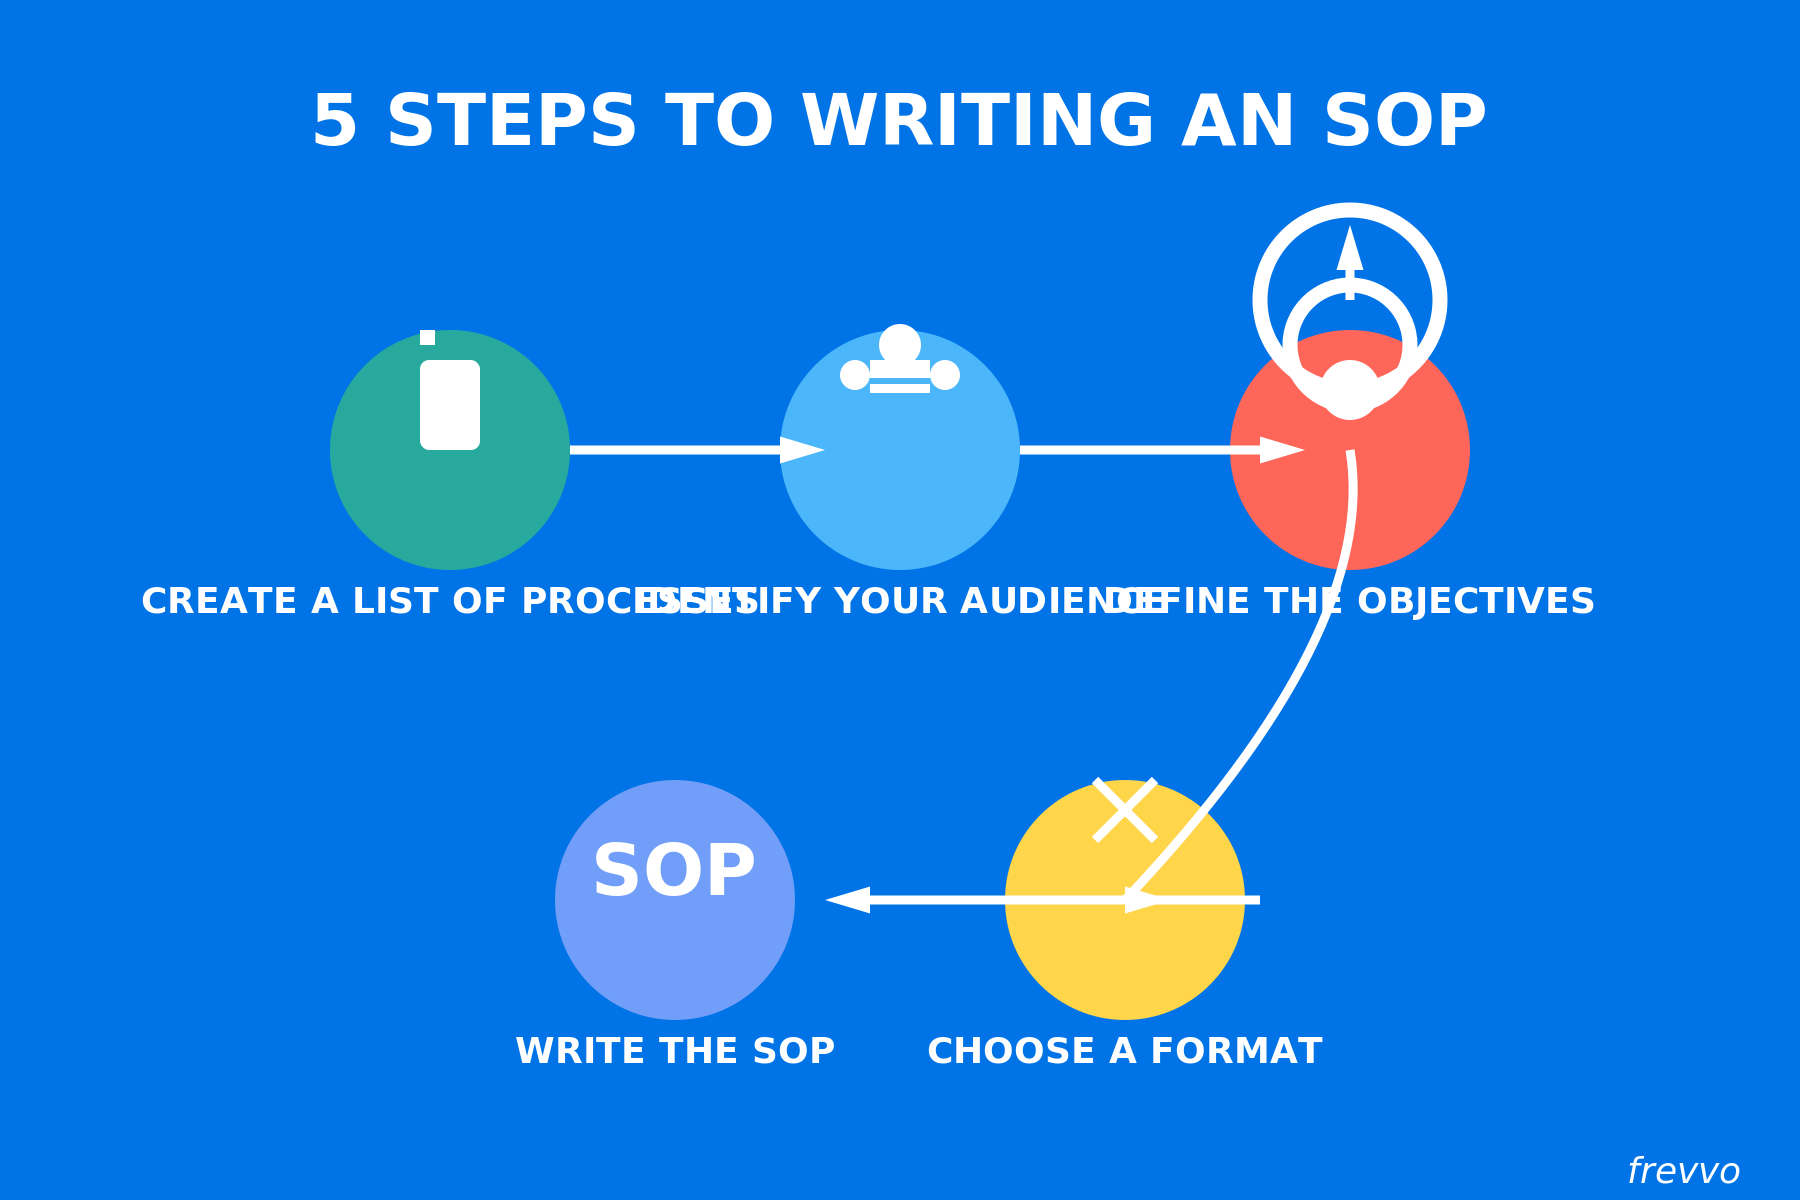 5 STEPS TO WRITING AN SOP
CREATE A LIST OF PROCESSES
IDENTIFY YOUR AUDIENCE
DEFINE THE OBJECTIVES
SOP
WRITE THE SOP
CHOOSE A FORMAT
frevvo